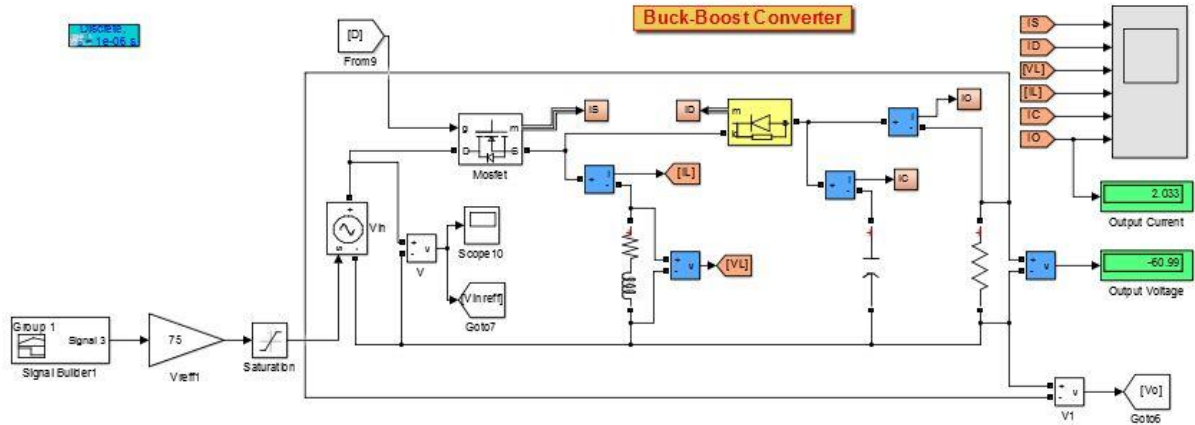 Buck-Boost Converter
Discrete,
s = 1e-06 s
[D]
From9
IS
ID
[VL]
[IL]
IC
IO
g
m
D
S
Mosfet
IS
ID
m
a
k
IO
[IL]
IC
Vin
Scope10
V
[Vinreff]
Goto7
[VL]
2.033
Output Current
-60.99
Output Voltage
Group 1
Signal 3
Signal Builder1
75
Vreff1
Saturation
V1
[Vo]
Goto6